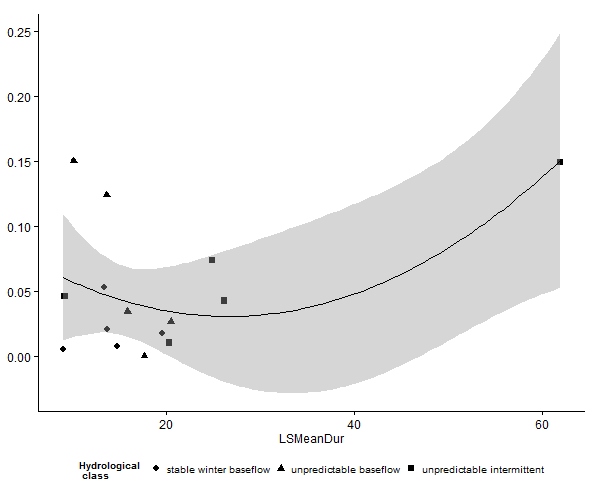 0.25
0.20
0.15
0.10
0.05
0.00
20 40 60
LSMeanDur
Hydrological
class
stable winter baseflow unpredictable baseflow unpredictable intermittent